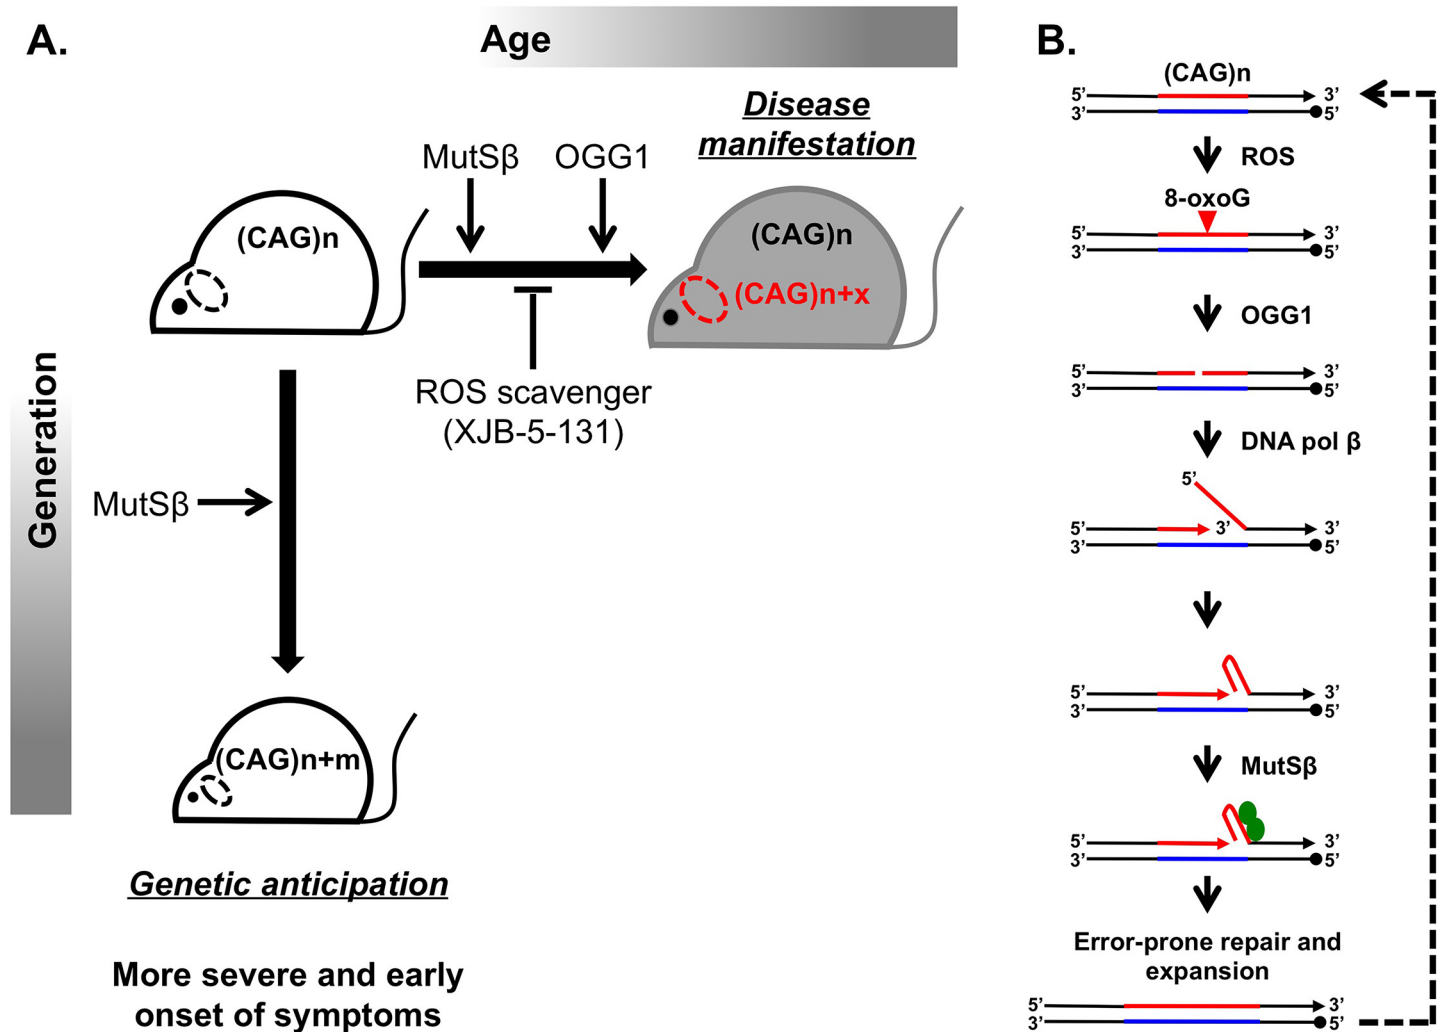 A.
Age
Disease
manifestation
MutSβ
OGG1
(CAG)n
(CAG)n
(CAG)n+x
ROS scavenger
(XJB-5-131)
Generation
MutSβ
(CAG)n+m
Genetic anticipation
More severe and early
onset of symptoms
B.
(CAG)n
5’ 3’
3’ 5’
ROS
8-oxoG
5’ 3’
3’ 5’
OGG1
5’ 3’
3’ 5’
DNA pol β
5’
5’ 3’ 3’
3’ 5’
5’ 3’
3’ 5’
MutSβ
5’ 3’
3’ 5’
Error-prone repair and
expansion
5’ 3’
3’ 5’